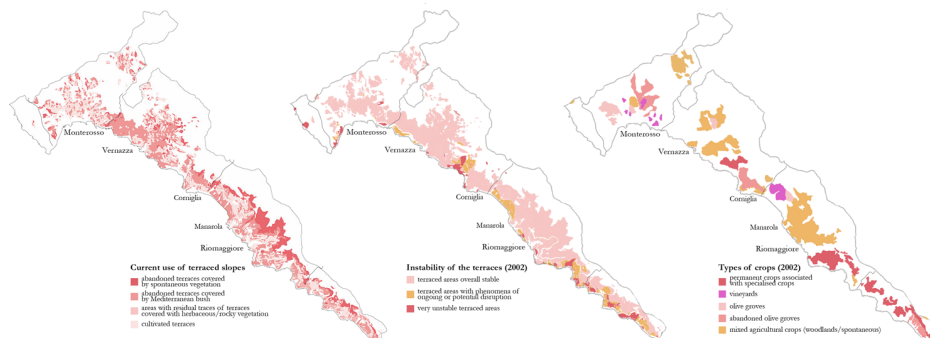 Monterosso
Vernazza
Corniglia
Manarola
Riomaggiore
Current use of terraced slopes
abandoned terraces covered
by spontaneous vegetation
abandoned terraces covered
by Mediterranean bush
areas with residual traces of terraces
covered with herbaceous/rocky vegetation
cultivated terraces
Monterosso
Vernazza
Corniglia
Manarola
Riomaggiore
Instability of the terraces (2002)
terraced areas overall stable
terraced areas with phenomena of
ongoing or potential disruption
very unstable terraced areas
Monterosso
Vernazza
Corniglia
Manarola
Riomaggiore
Types of crops (2002)
permanent crops associated
with specialised crops
vineyards
olive groves
abandoned olive groves
mixed agricultural crops (woodlands/spontaneous)